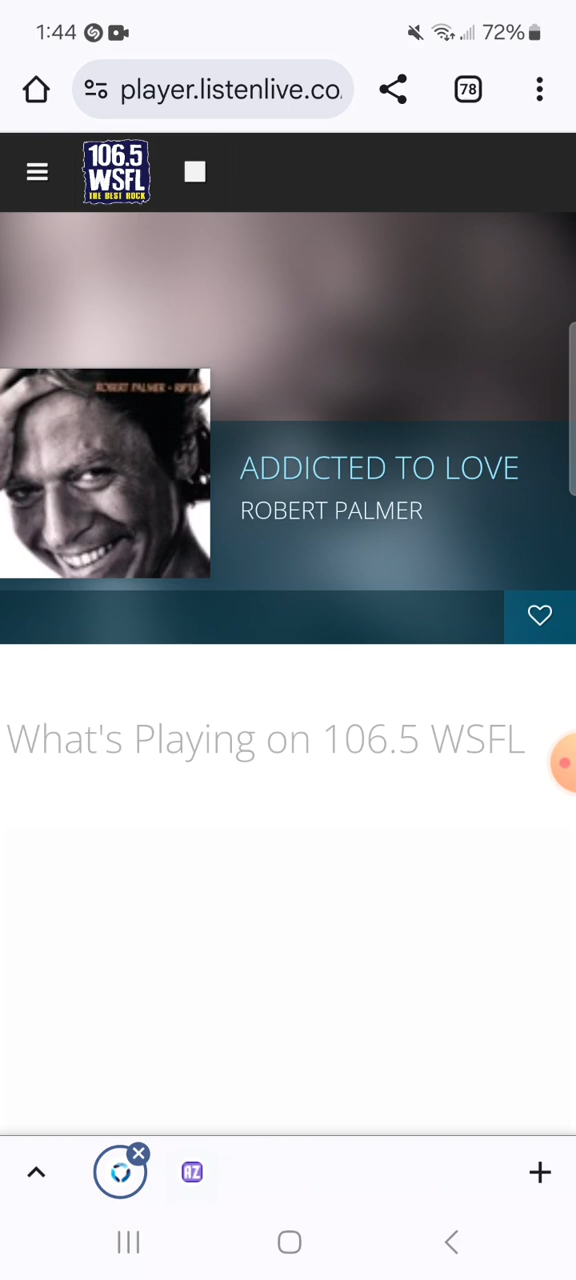 1:44
72%
player.listenlive.co
78
106.5
WSFL
THE BEST ROCK
ROBERT PALMER
ADDICTED TO LOVE
ROBERT PALMER
What's Playing on 106.5 WSFL
AZ